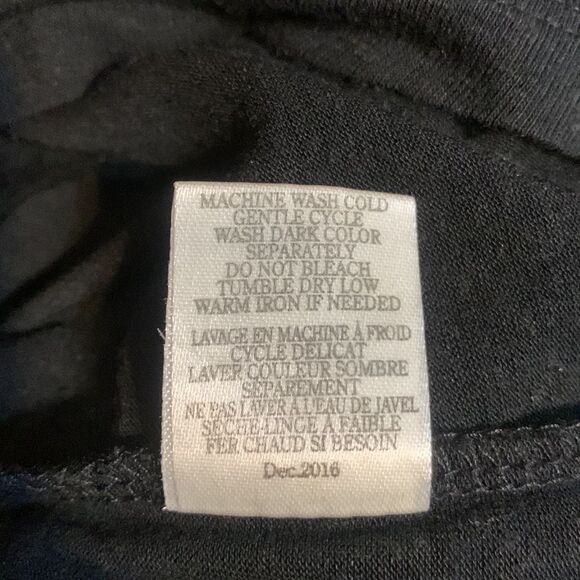 MACHINE WASH COLD
GENTLE CYCLE
WASH DARK COLOR
SEPARATELY
DO NOT BLEACH
TUMBLE DRY LOW
WARM IRON IF NEEDED
LAVAGE EN MACHINE À FROID
CYCLE DÉLICAT
LAVER COULEUR SOMBRE
SÉPARÉMENT
NE PAS LAVER À L'EAU DE JAVEL
SÈCHE-LINGE À FAIBLE
FER CHAUD SI BESOIN
Dec.2016